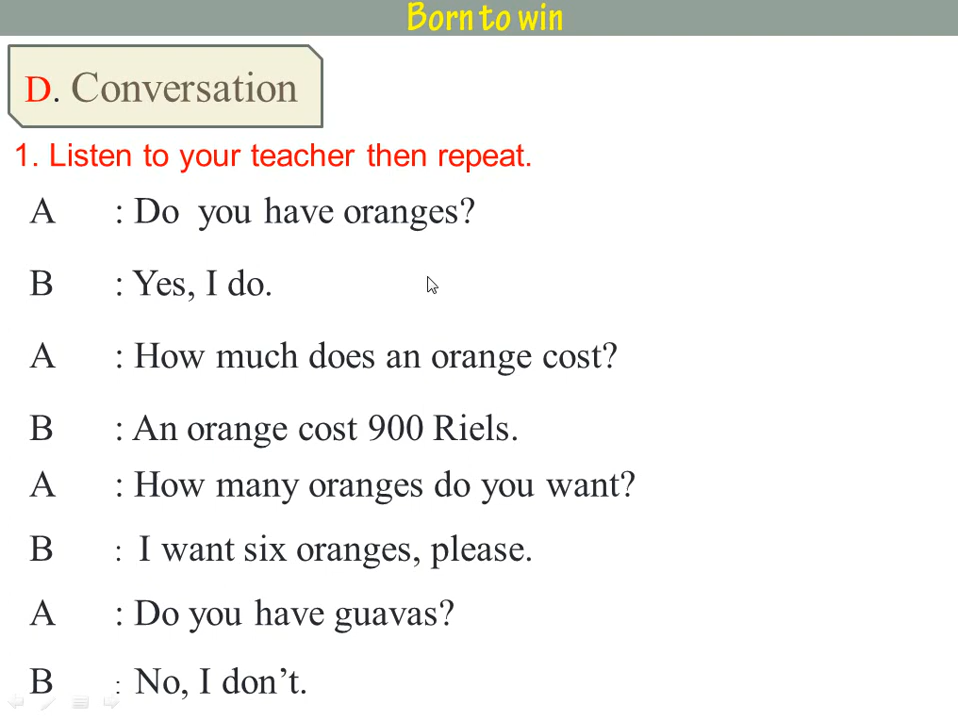 Born to win
D. Conversation
1. Listen to your teacher then repeat.
A : Do you have oranges?
B : Yes, I do.
A : How much does an orange cost?
B : An orange cost 900 Riels.
A : How many oranges do you want?
B : I want six oranges, please.
A : Do you have guavas?
B : No, I don’t.